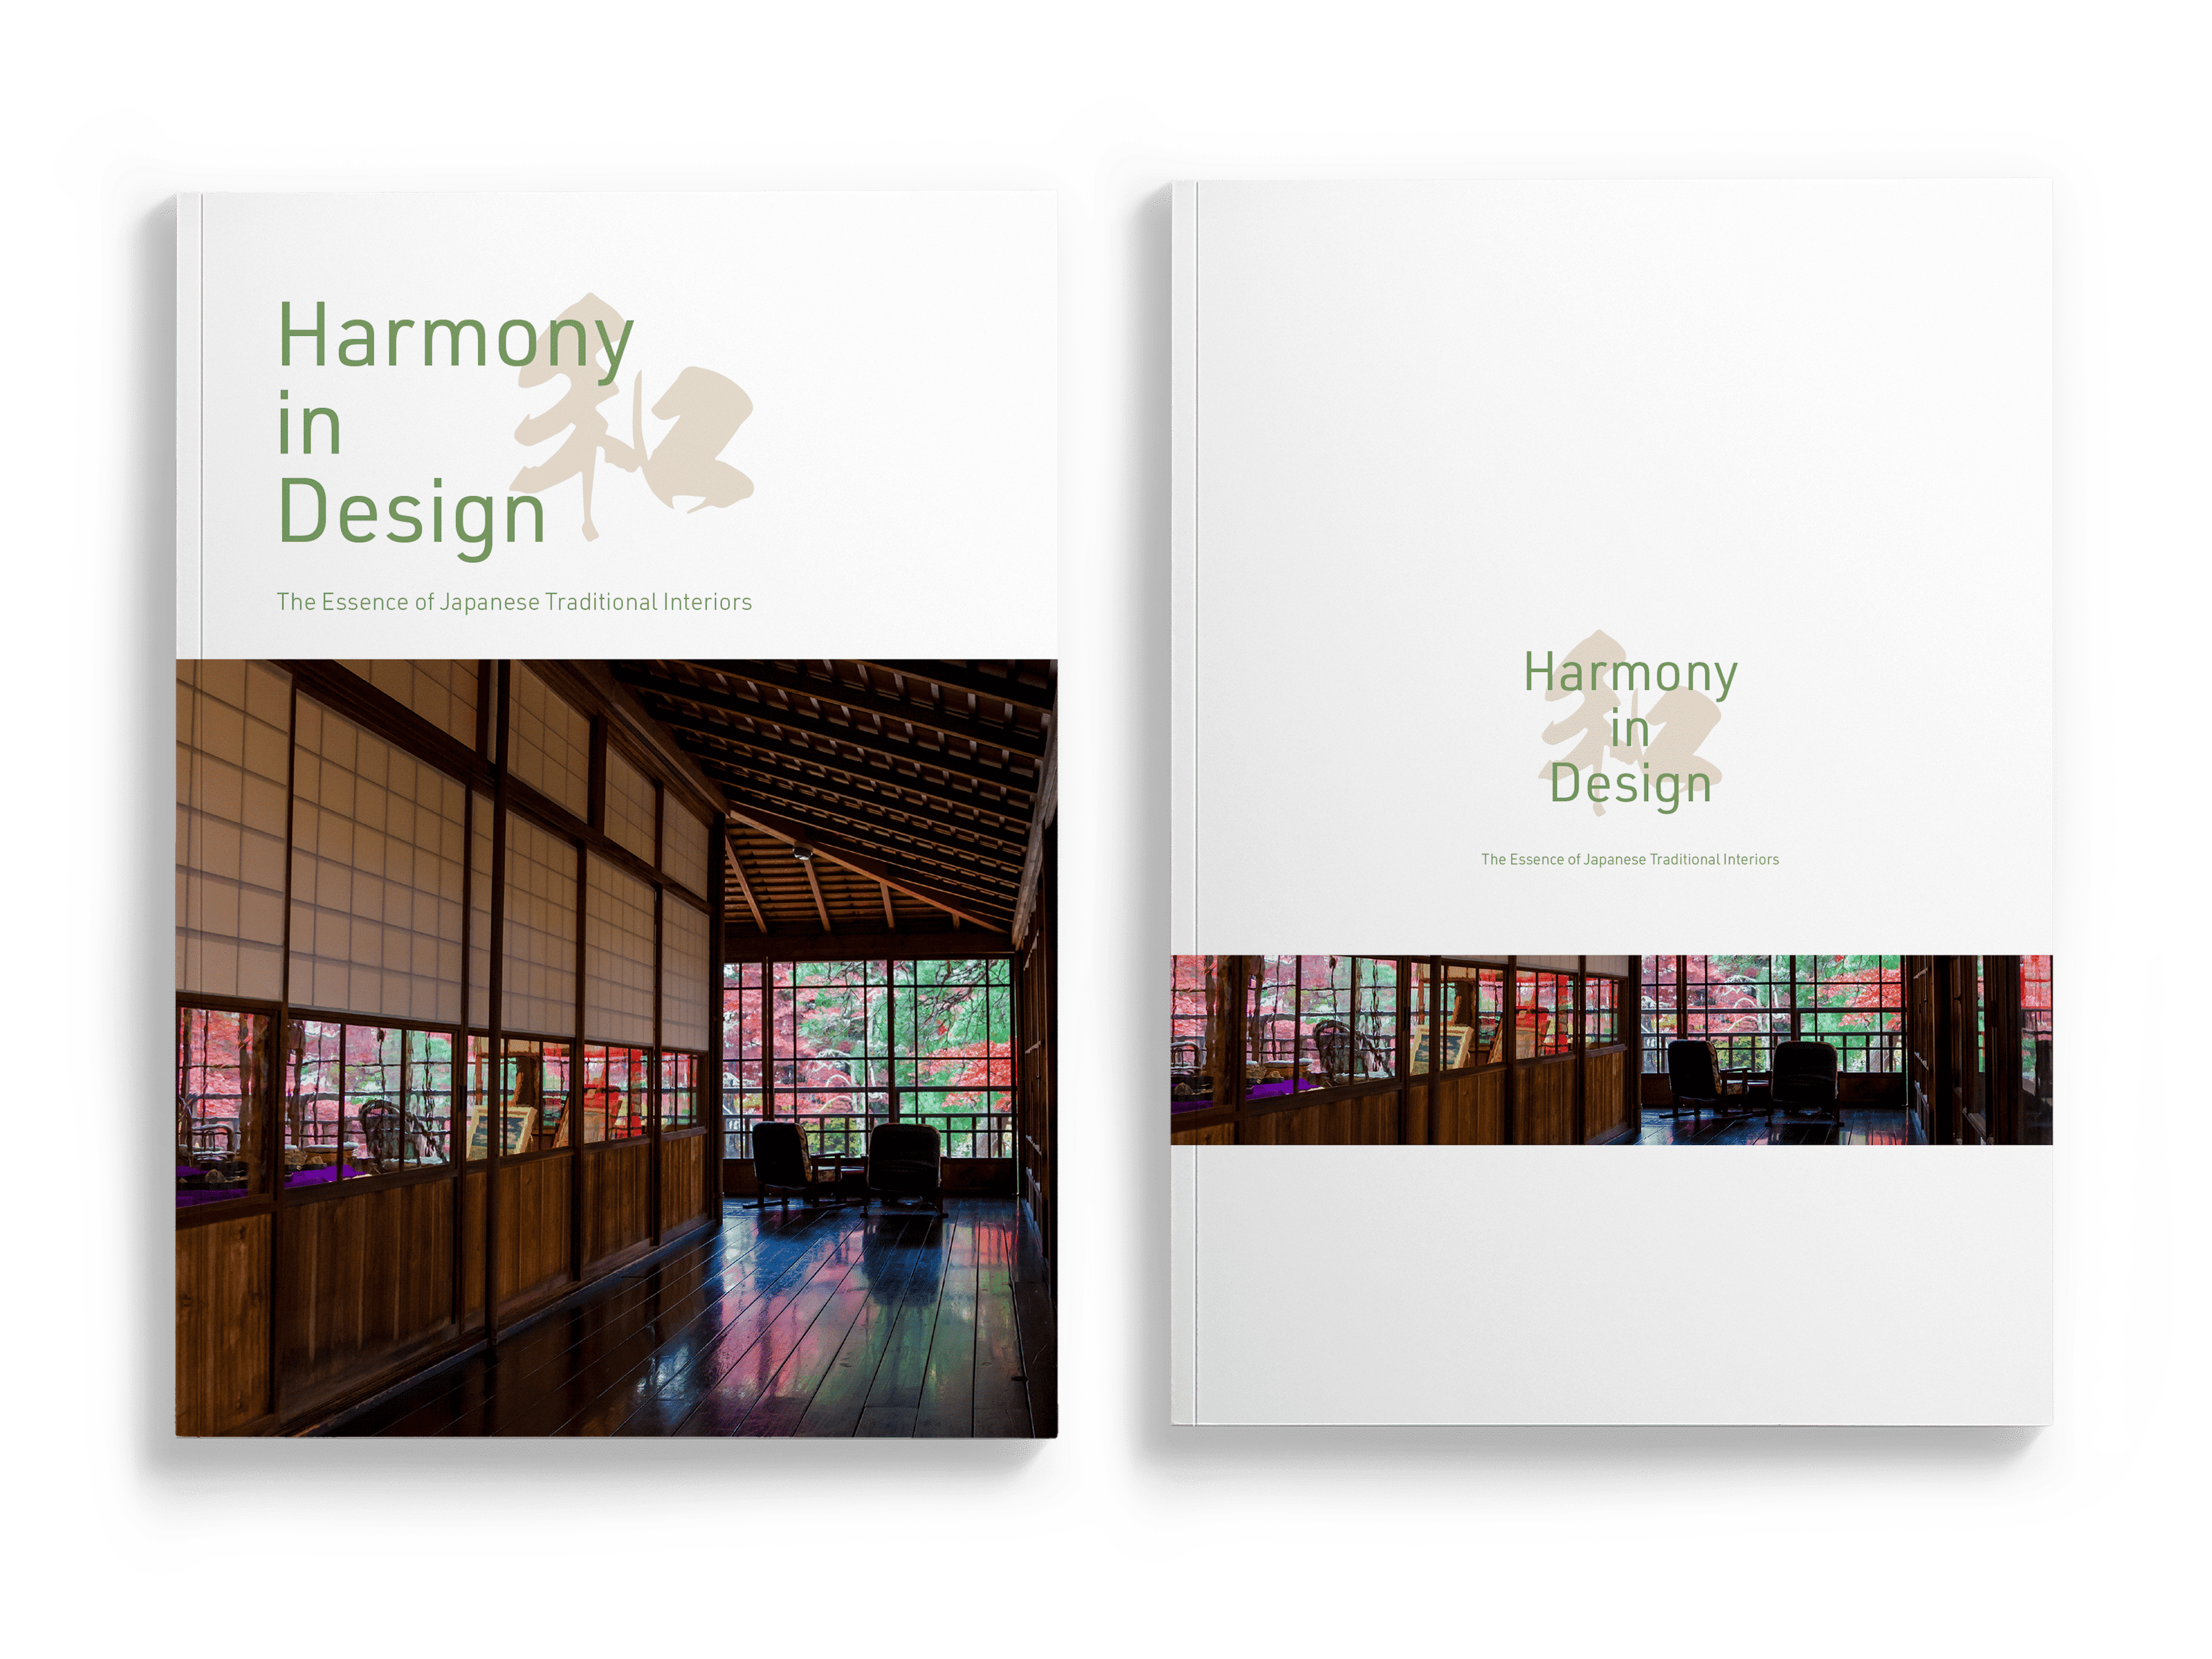 Harmony
in
Design
和
The Essence of Japanese Traditional Interiors
Harmony
in
Design
和
The Essence of Japanese Traditional Interiors